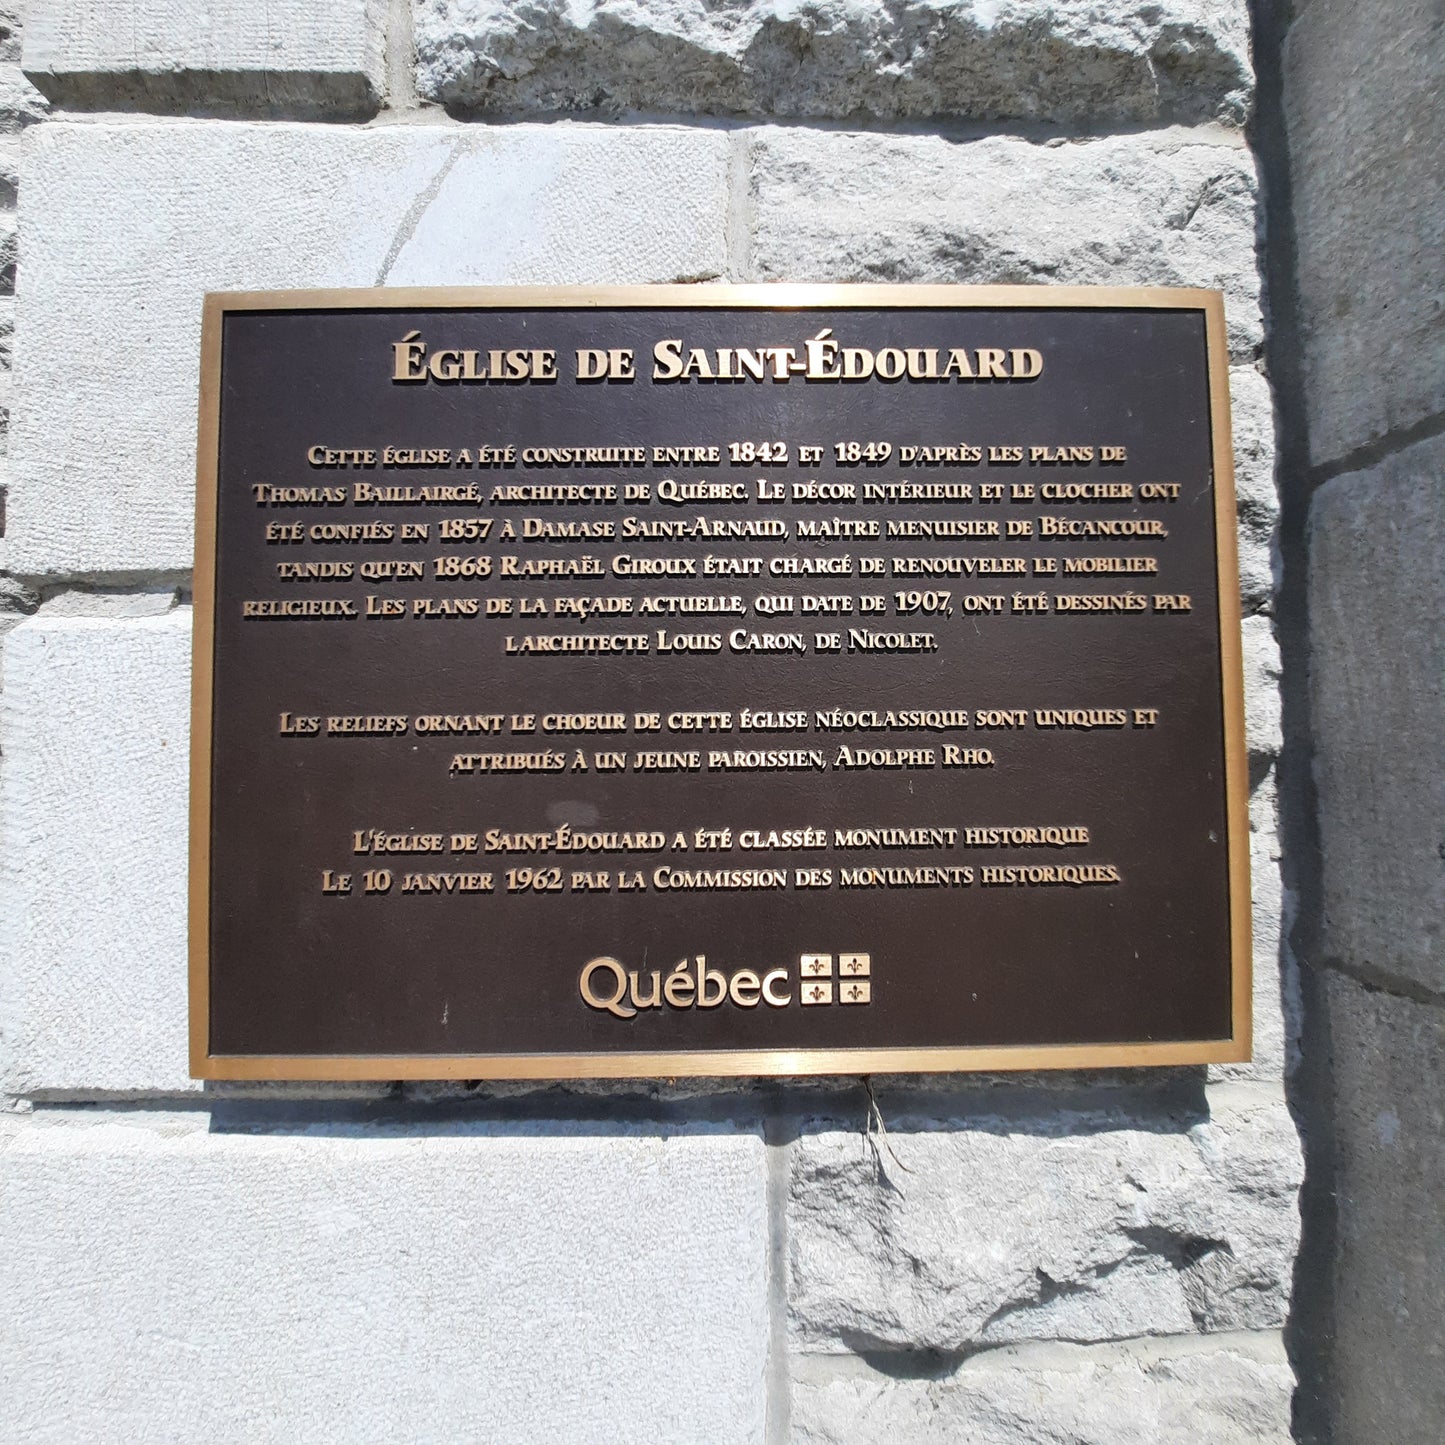 Église de Saint-Édouard
Cette église a été construite entre 1842 et 1849 d'après les plans de
Thomas Baillairgé, architecte de Québec. Le décor intérieur et le clocher ont
été confiés en 1857 à Damase Saint-Arnaud, maître menuisier de Bécancour,
tandis qu'en 1868 Raphaël Giroux était chargé de renouveler le mobilier
religieux. Les plans de la façade actuelle, qui date de 1907, ont été dessinés par
l'architecte Louis Caron, de Nicolet.
Les reliefs ornant le choeur de cette église néoclassique sont uniques et
attribués à un jeune paroissien, Adolphe Rho.
L'église de Saint-Édouard a été classée monument historique
Le 10 janvier 1962 par la Commission des monuments historiques.
Québec